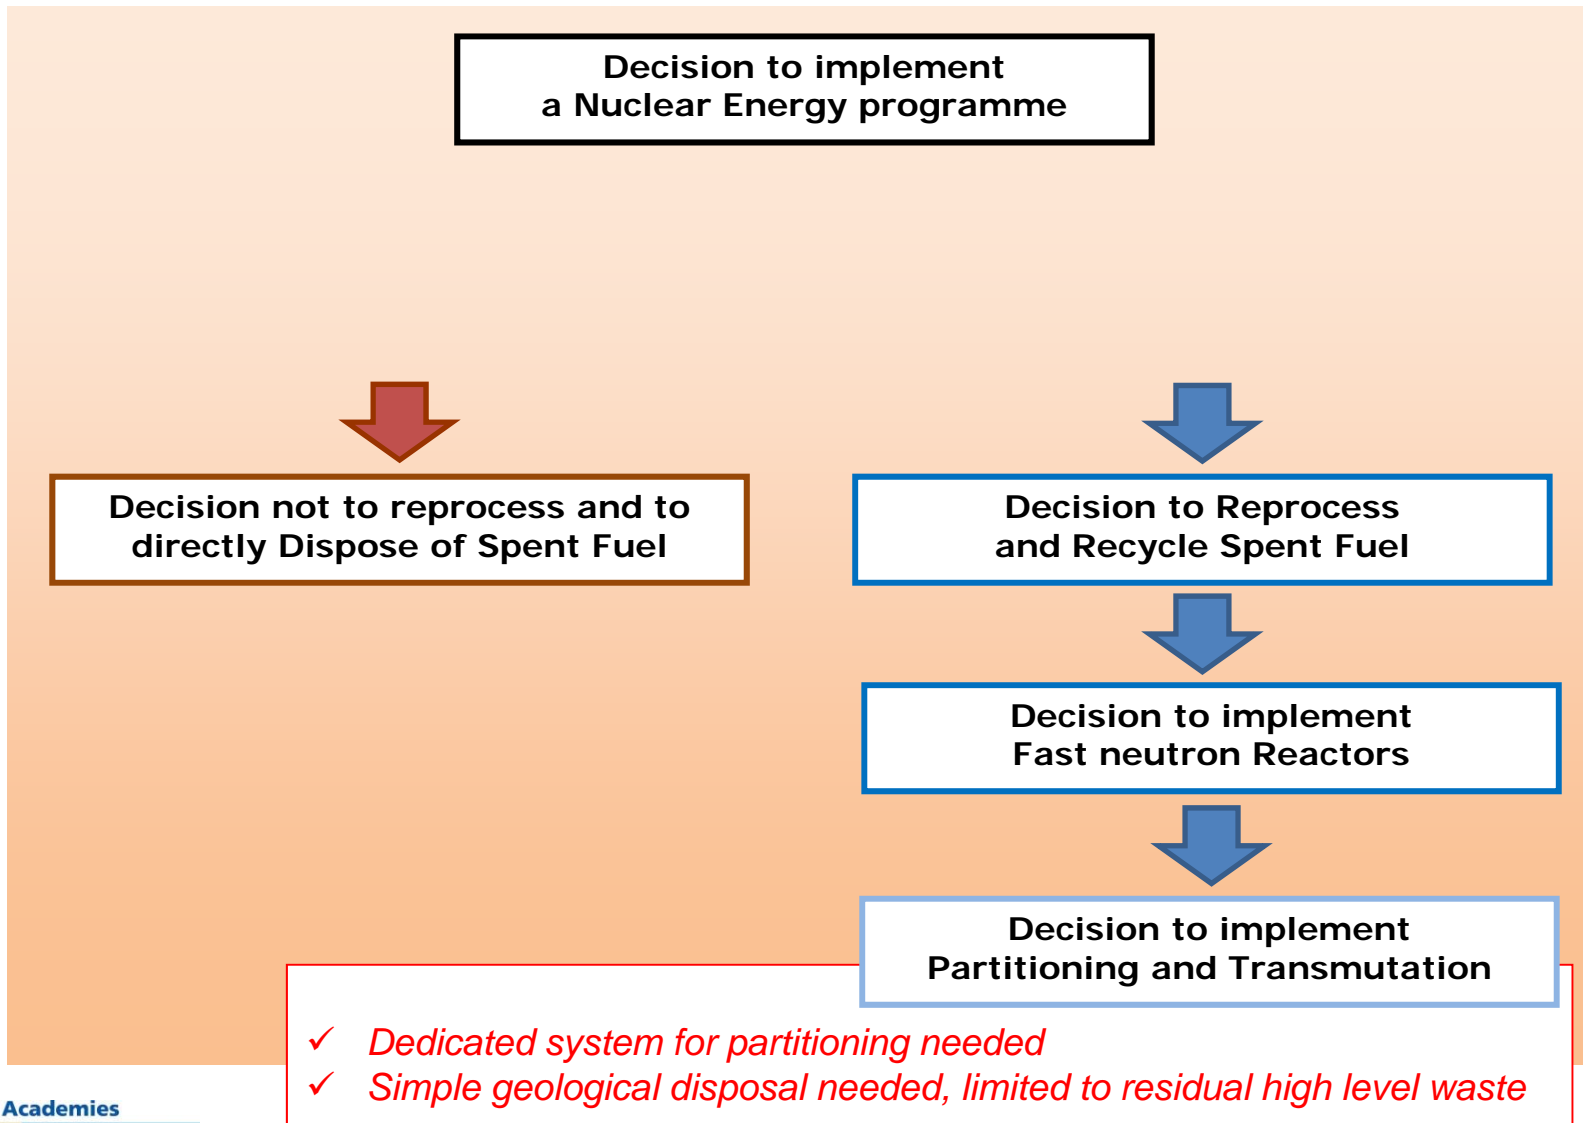 Decision to implement
a Nuclear Energy programme
Decision not to reprocess and to
directly Dispose of Spent Fuel
Decision to Reprocess
and Recycle Spent Fuel
Decision to implement
Fast neutron Reactors
Decision to implement
Partitioning and Transmutation
✓ Dedicated system for partitioning needed
✓ Simple geological disposal needed, limited to residual high level waste
Academies